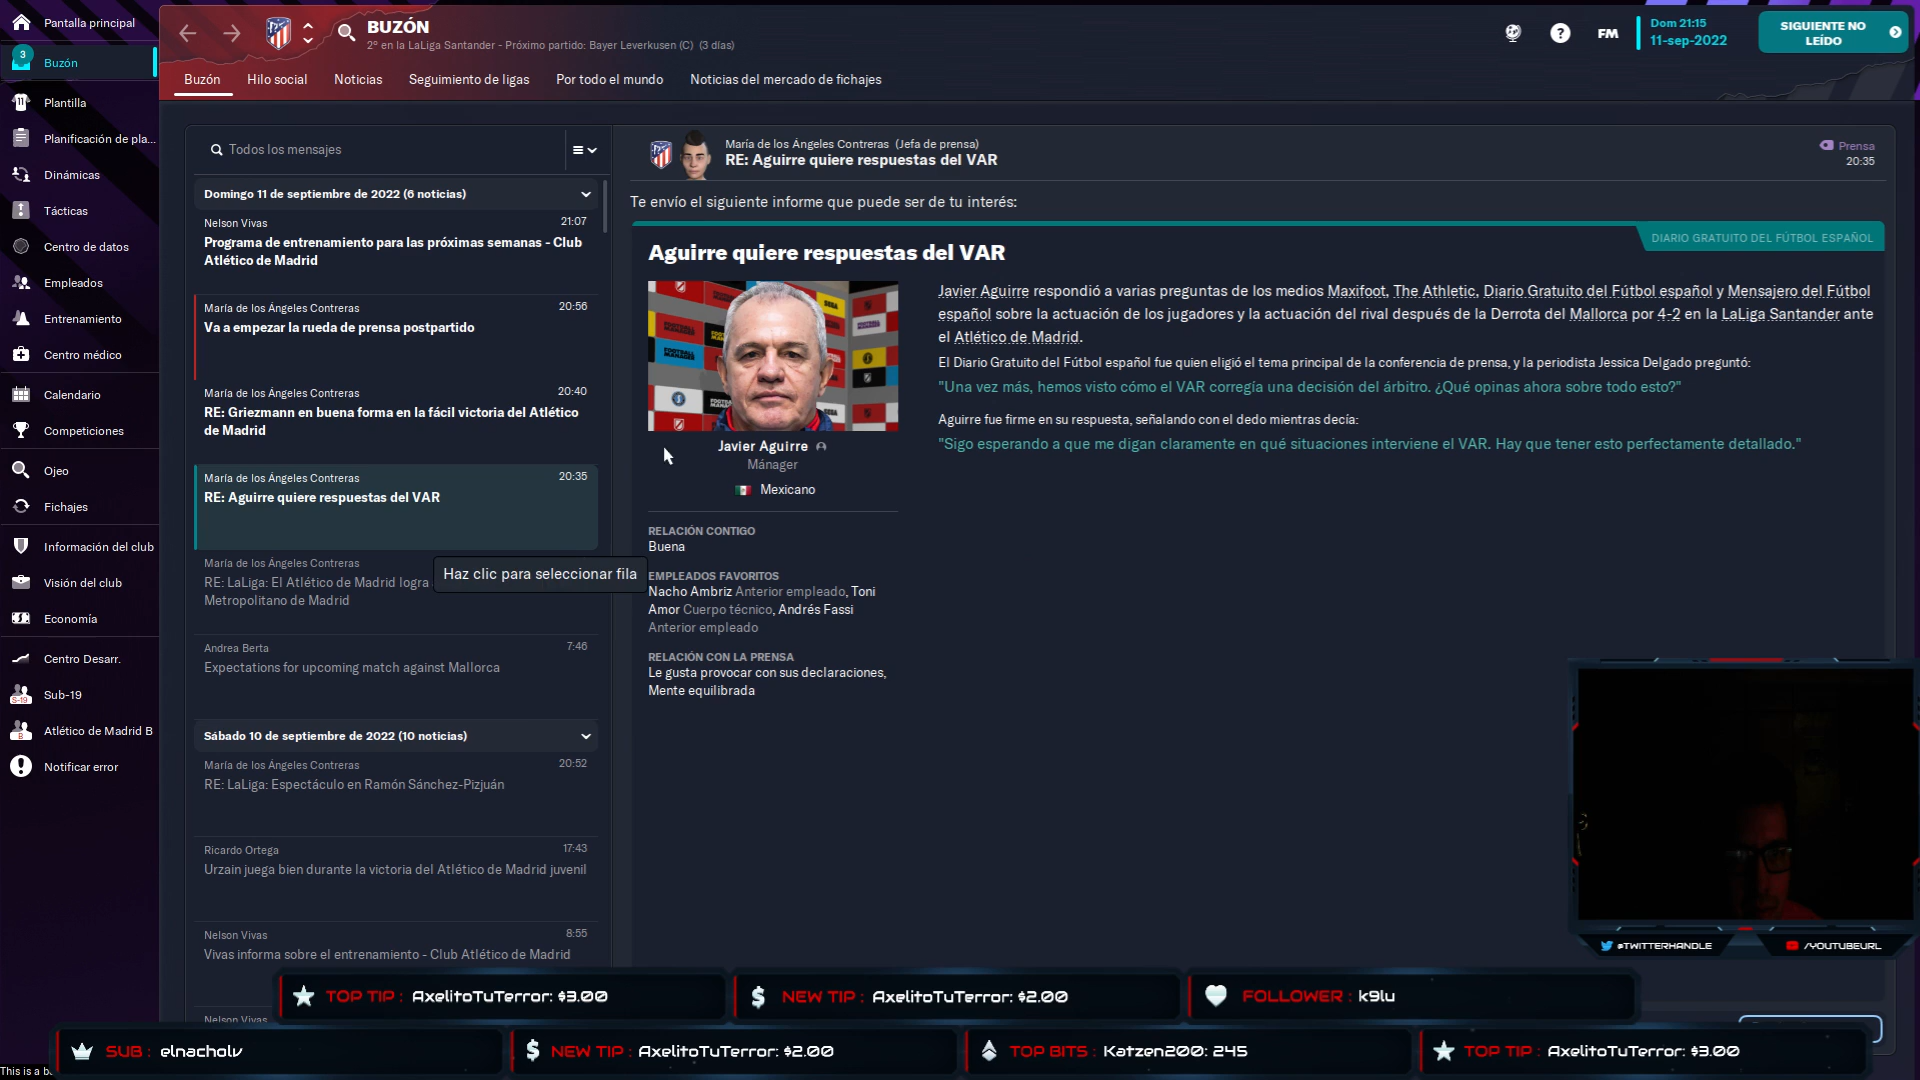 Pantalla principal
3
Buzón
Plantilla
Planificación de pla...
Dinámicas
Tácticas
Centro de datos
Empleados
Entrenamiento
Centro médico
Calendario
Competiciones
Ojeo
Fichajes
Información del club
Visión del club
Economía
Centro Desarr.
Sub-19
Atlético de Madrid B
Notificar error
BUZÓN
2º en la LaLiga Santander - Próximo partido: Bayer Leverkusen (C) (3 días)
FM
Dom 21:15
11-sep-2022
SIGUIENTE NO LEÍDO
Buzón
Hilo social
Noticias
Seguimiento de ligas
Por todo el mundo
Noticias del mercado de fichajes
Todos los mensajes
Domingo 11 de septiembre de 2022 (6 noticias)
Nelson Vivas 21:07
Programa de entrenamiento para las próximas semanas - Club
Atlético de Madrid
María de los Ángeles Contreras 20:56
Va a empezar la rueda de prensa postpartido
María de los Ángeles Contreras 20:40
RE: Griezmann en buena forma en la fácil victoria del Atlético
de Madrid
María de los Ángeles Contreras 20:35
RE: Aguirre quiere respuestas del VAR
María de los Ángeles Contreras
RE: LaLiga: El Atlético de Madrid logra
Metropolitano de Madrid
Haz clic para seleccionar fila
Andrea Berta 7:46
Expectations for upcoming match against Mallorca
Sábado 10 de septiembre de 2022 (10 noticias)
María de los Ángeles Contreras 20:52
RE: LaLiga: Espectáculo en Ramón Sánchez-Pizjuán
Ricardo Ortega 17:43
Urzain juega bien durante la victoria del Atlético de Madrid juvenil
Nelson Vivas 8:55
Vivas informa sobre el entrenamiento - Club Atlético de Madrid
Nelson Vivas
María de los Ángeles Contreras (Jefa de prensa)
RE: Aguirre quiere respuestas del VAR
Prensa
20:35
Te envío el siguiente informe que puede ser de tu interés:
DIARIO GRATUITO DEL FÚTBOL ESPAÑOL
Aguirre quiere respuestas del VAR
Javier Aguirre respondió a varias preguntas de los medios Maxifoot, The Athletic, Diario Gratuito del Fútbol español y Mensajero del Fútbol
español sobre la actuación de los jugadores y la actuación del rival después de la Derrota del Mallorca por 4-2 en la LaLiga Santander ante
el Atlético de Madrid.
El Diario Gratuito del Fútbol español fue quien eligió el tema principal de la conferencia de prensa, y la periodista Jessica Delgado preguntó:
"Una vez más, hemos visto cómo el VAR corregía una decisión del árbitro. ¿Qué opinas ahora sobre todo esto?"
Aguirre fue firme en su respuesta, señalando con el dedo mientras decía:
"Sigo esperando a que me digan claramente en qué situaciones interviene el VAR. Hay que tener esto perfectamente detallado."
Javier Aguirre
Mánager
Mexicano
RELACIÓN CONTIGO
Buena
EMPLEADOS FAVORITOS
Nacho Ambriz Anterior empleado, Toni
Amor Cuerpo técnico, Andrés Fassi
Anterior empleado
RELACIÓN CON LA PRENSA
Le gusta provocar con sus declaraciones,
Mente equilibrada
@TWITTERHANDLE
/YOUTUBEURL
TOP TIP : AxelitoTuTerror: $3.00
NEW TIP : AxelitoTuTerror: $2.00
FOLLOWER : k9lu
SUB : elnacholv
NEW TIP : AxelitoTuTerror: $2.00
TOP BITS : Katzen200: 245
TOP TIP : AxelitoTuTerror: $3.00
This is a